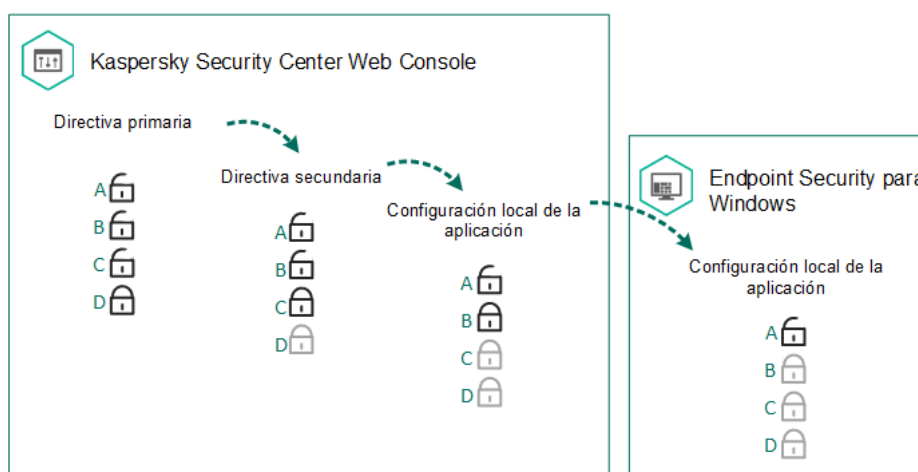 Kaspersky Security Center Web Console
Directiva primaria
A
B
C
D
Directiva secundaria
A
B
C
D
Configuración local de la
aplicación
A
B
C
D
Endpoint Security para
Windows
Configuración local de la
aplicación
A
B
C
D